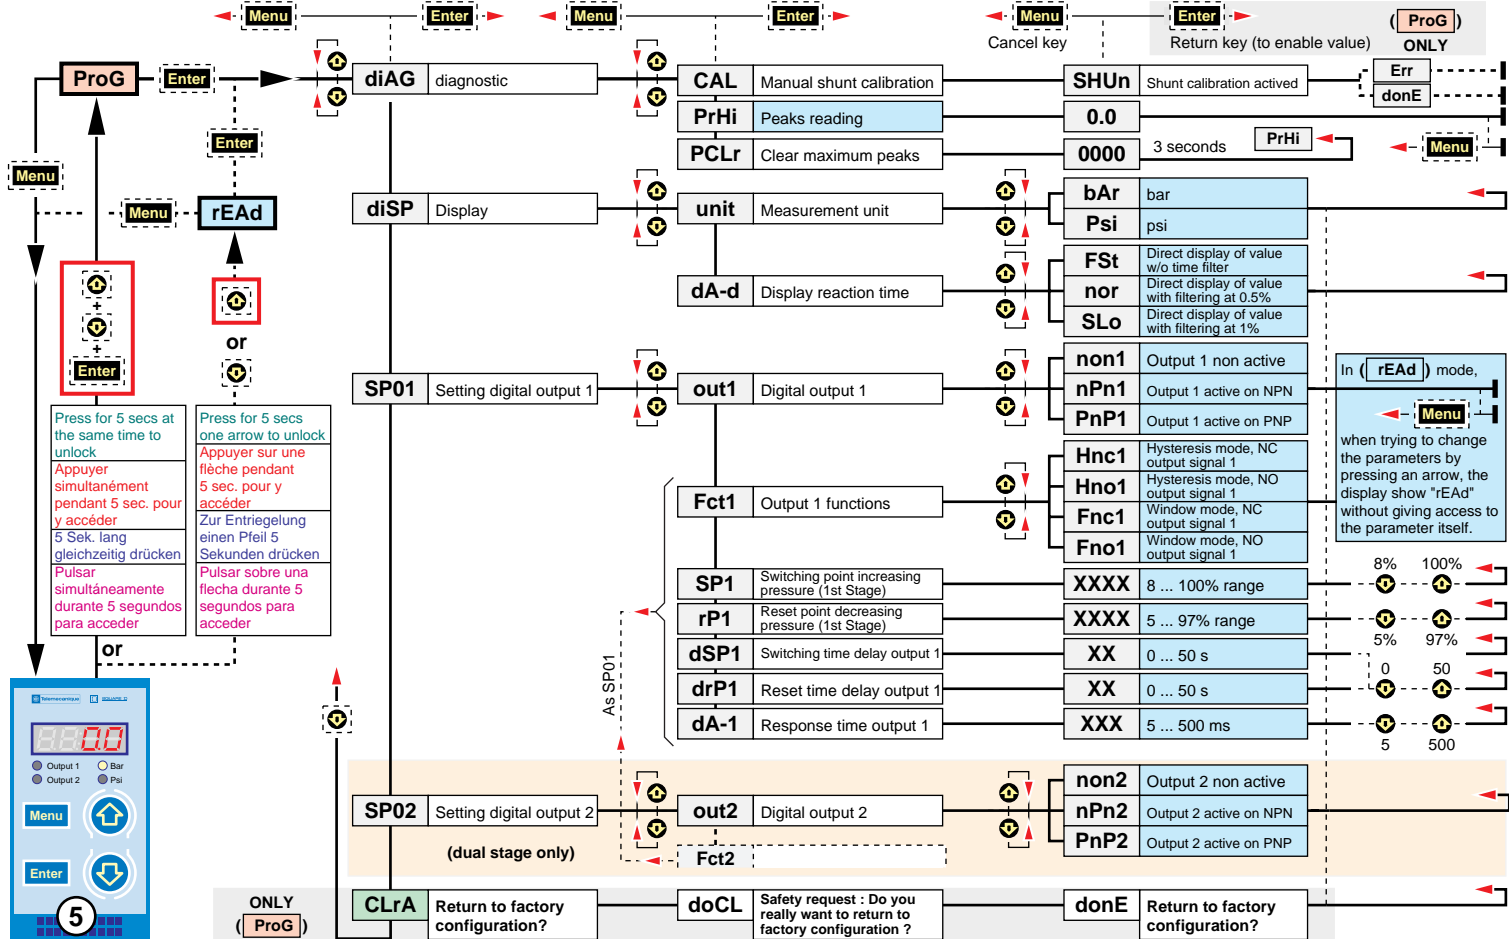 Menu
Enter
Menu
Enter
Menu
Enter
Cancel key
Return key (to enable value)
( ProG )
ONLY
ProG
Enter
Enter
Menu
Menu
rEAd
+
+
Enter
or
Press for 5 secs at
the same time to
unlock
Appuyer
simultanément
pendant 5 sec. pour
y accéder
5 Sek. lang
gleichzeitig drücken
Pulsar
simultáneamente
durante 5 segundos
para acceder
Press for 5 secs
one arrow to unlock
Appuyer sur une
flèche pendant
5 sec. pour y
accéder
Zur Entriegelung
einen Pfeil 5
Sekunden drücken
Pulsar sobre una
flecha durante 5
segundos para
acceder
or
Telemecanique
SQUARE D
0.0
Output 1
Bar
Output 2
Psi
Menu
Enter
5
diAG diagnostic
CAL Manual shunt calibration
SHUn Shunt calibration actived
Err
donE
PrHi Peaks reading
0.0
PCLr Clear maximum peaks
0000
3 seconds
PrHi
Menu
diSP Display
unit Measurement unit
bAr bar
Psi psi
dA-d Display reaction time
FSt Direct display of value
w/o time filter
nor Direct display of value
with filtering at 0.5%
SLo Direct display of value
with filtering at 1%
SP01 Setting digital output 1
out1 Digital output 1
non1 Output 1 non active
nPn1 Output 1 active on NPN
PnP1 Output 1 active on PNP
In ( rEAd ) mode,
Menu
when trying to change
the parameters by
pressing an arrow, the
display show "rEAd"
without giving access to
the parameter itself.
Fct1 Output 1 functions
Hnc1 Hysteresis mode, NC
output signal 1
Hno1 Hysteresis mode, NO
output signal 1
Fnc1 Window mode, NC
output signal 1
Fno1 Window mode, NO
output signal 1
SP1 Switching point increasing
pressure (1st Stage)
XXXX 8 ... 100% range
8% 100%
rP1 Reset point decreasing
pressure (1st Stage)
XXXX 5 ... 97% range
5% 97%
dSP1 Switching time delay output 1
XX 0 ... 50 s
0 50
drP1 Reset time delay output 1
XX 0 ... 50 s
dA-1 Response time output 1
XXX 5 ... 500 ms
5 500
As SP01
SP02 Setting digital output 2
(dual stage only)
out2 Digital output 2
Fct2
non2 Output 2 non active
nPn2 Output 2 active on NPN
PnP2 Output 2 active on PNP
ONLY
( ProG )
CLrA Return to factory
configuration?
doCL Safety request : Do you
really want to return to
factory configuration ?
donE Return to factory
configuration?